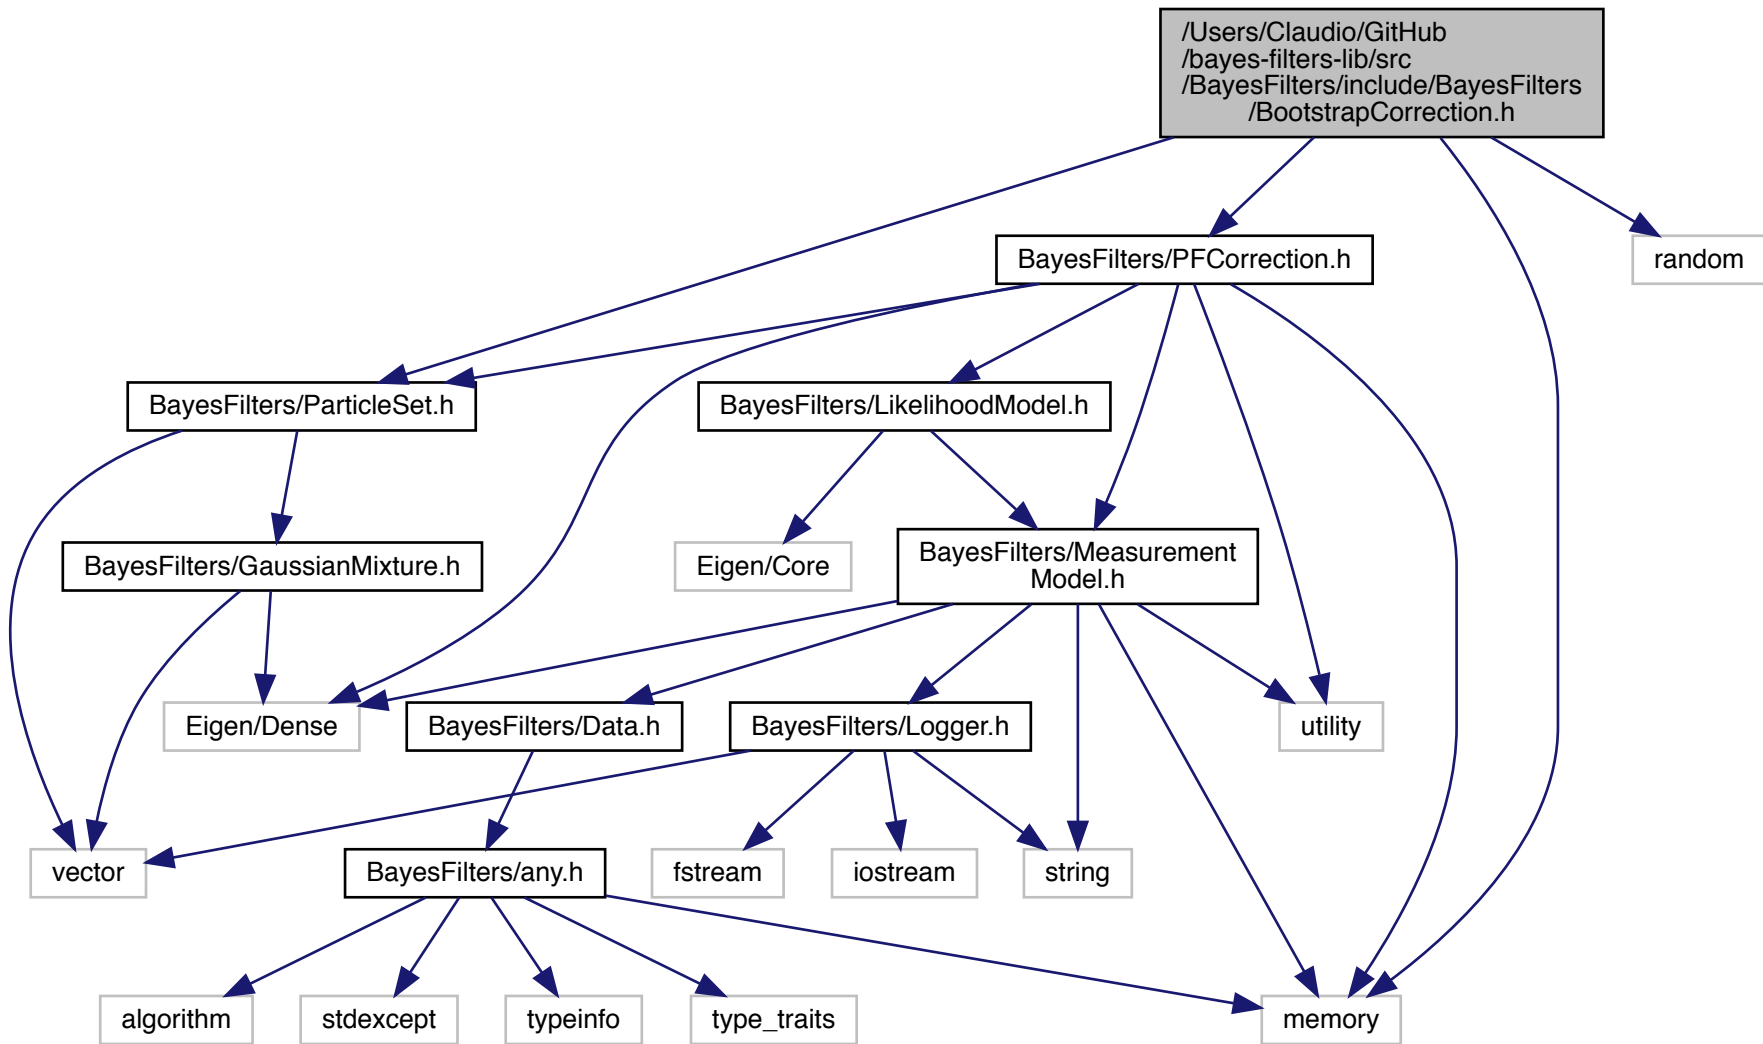 /Users/Claudio/GitHub
/bayes-filters-lib/src
/BayesFilters/include/BayesFilters
/BootstrapCorrection.h
BayesFilters/PFCorrection.h
random
BayesFilters/ParticleSet.h
BayesFilters/LikelihoodModel.h
BayesFilters/GaussianMixture.h
Eigen/Core
BayesFilters/Measurement
Model.h
Eigen/Dense
BayesFilters/Data.h
BayesFilters/Logger.h
utility
vector
BayesFilters/any.h
fstream
iostream
string
algorithm
stdexcept
typeinfo
type_traits
memory